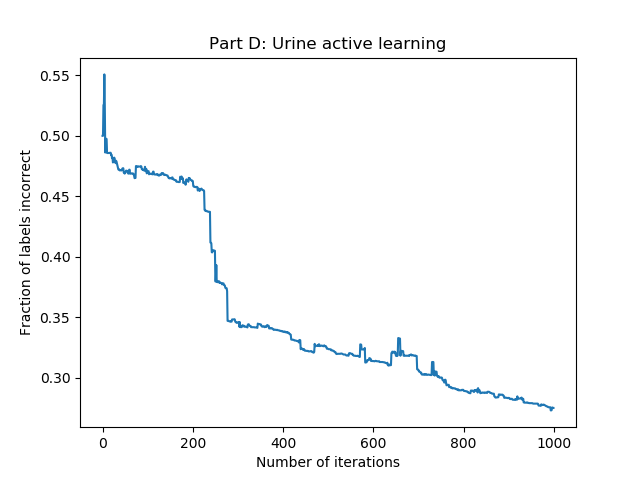 Part D: Urine active learning
0.55
0.50
0.45
0.40
0.35
0.30
Fraction of labels incorrect
0 200 400 600 800 1000
Number of iterations